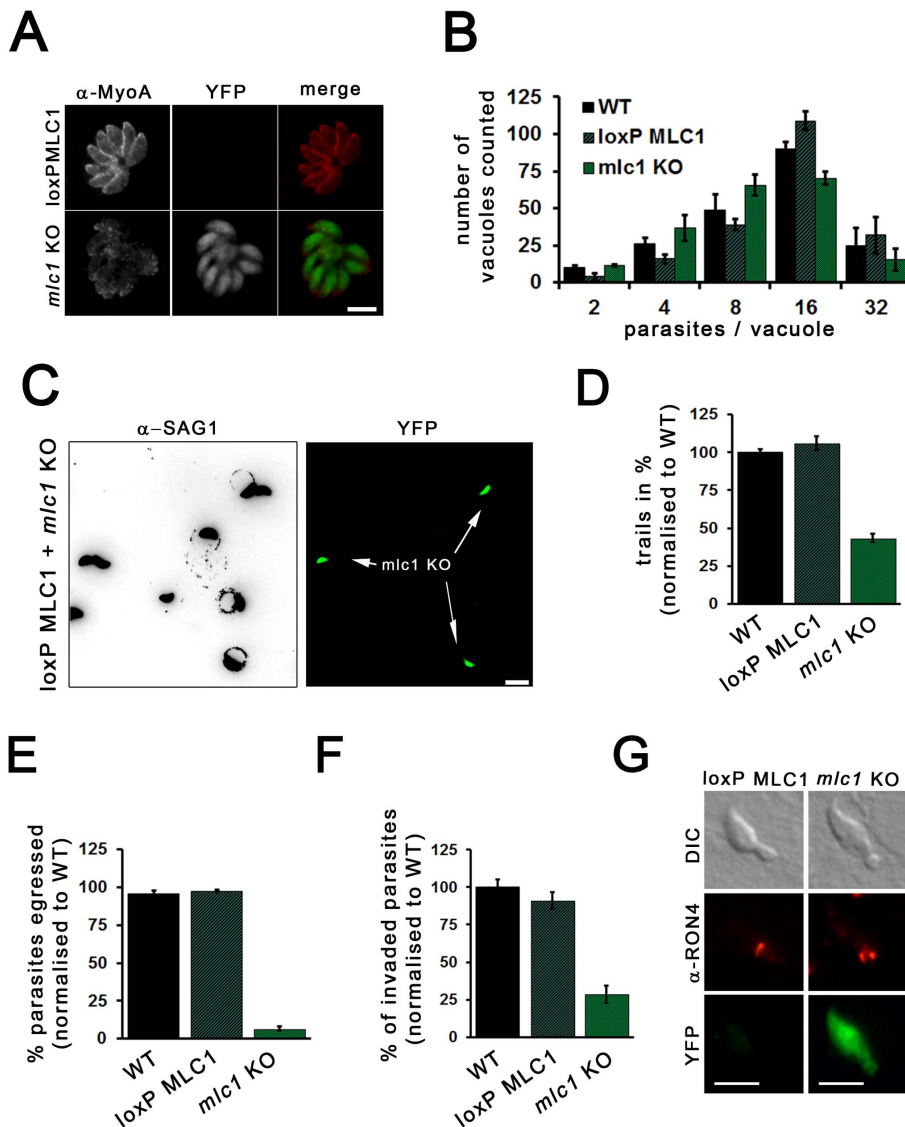 A
α-MyoA YFP merge
loxPMLC1
mlc1 KO
B
number of
vacuoles counted
125
100
75
50
25
0
WT
loxP MLC1
mlc1 KO
2 4 8 16 32
parasites / vacuole
C
α–SAG1 YFP
loxP MLC1 + mlc1 KO
mlc1 KO
D
trails in %
(normalised to WT)
125
100
75
50
25
0
WT
loxP MLC1
mlc1 KO
E
% parasites egressed
(normalised to WT)
125
100
75
50
25
0
WT
loxP MLC1
mlc1 KO
F
% of invaded parasites
(normalised to WT)
125
100
75
50
25
0
WT
loxP MLC1
mlc1 KO
G
loxP MLC1 mlc1 KO
DIC
α-RON4
YFP